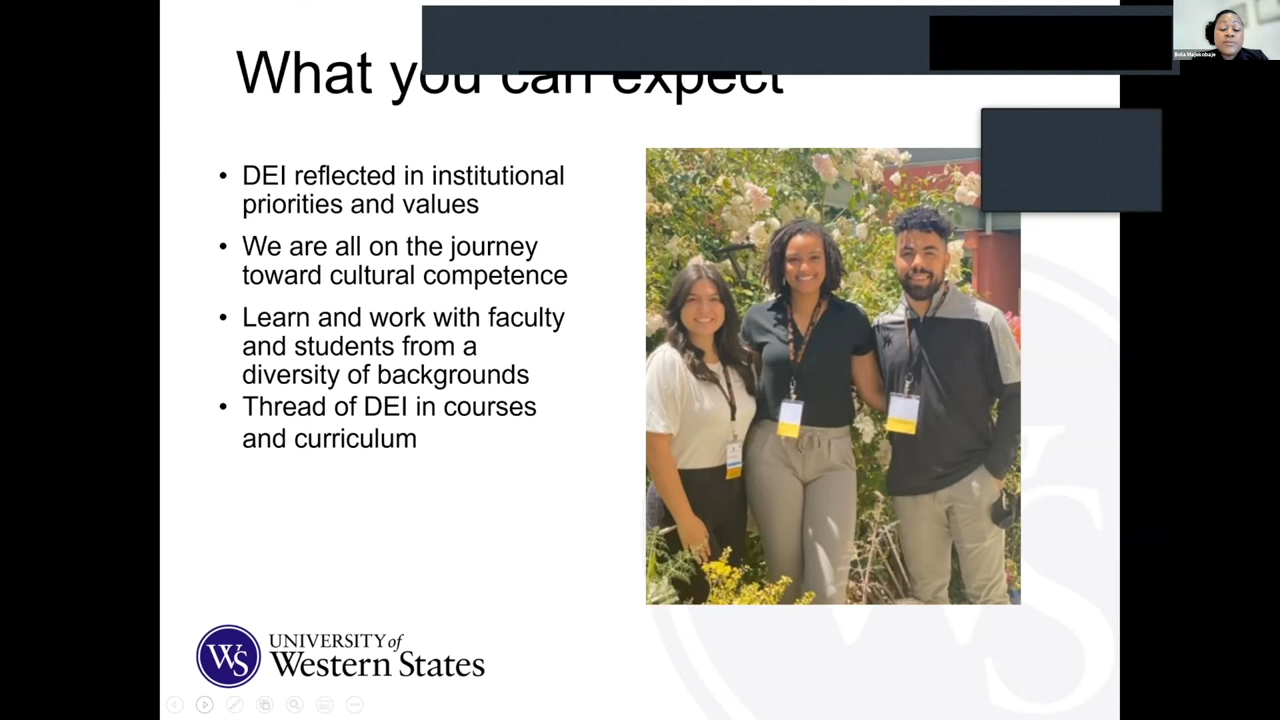 What you can expect
• DEI reflected in institutional
priorities and values
• We are all on the journey
toward cultural competence
• Learn and work with faculty
and students from a
diversity of backgrounds
• Thread of DEI in courses
and curriculum
WS
UNIVERSITY of
Western States